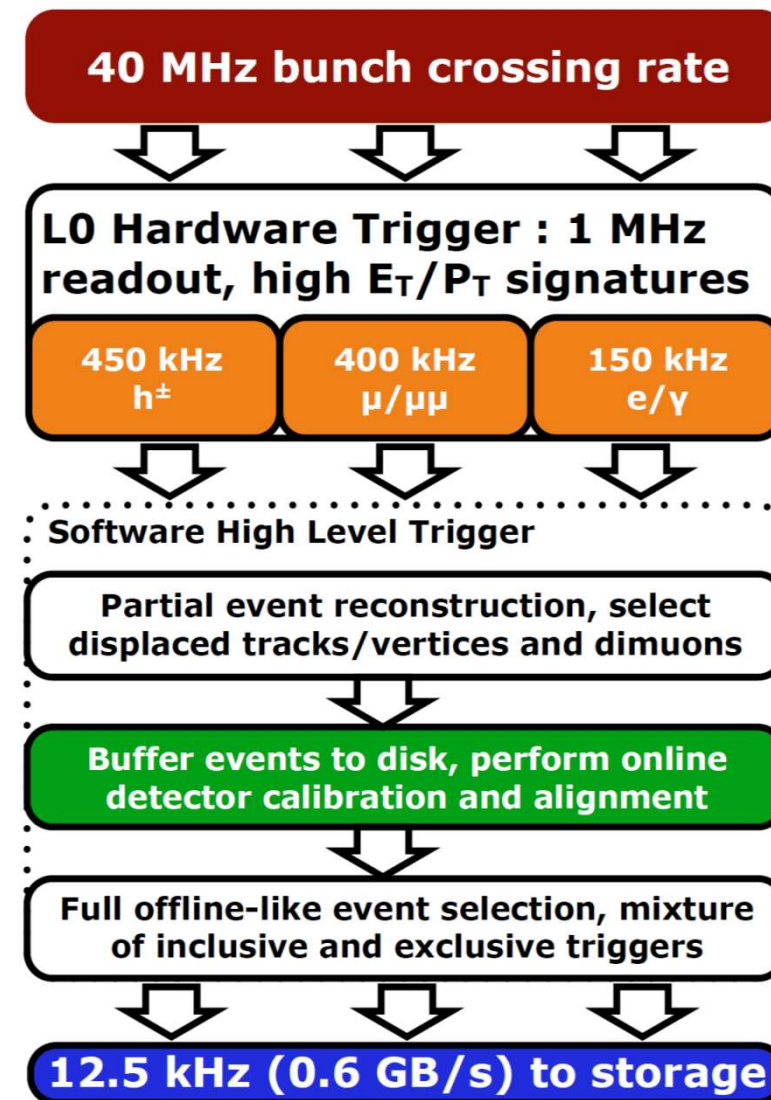 40 MHz bunch crossing rate
L0 Hardware Trigger : 1 MHz
readout, high Eᴛ/Pᴛ signatures
450 kHz
h±
400 kHz
μ/μμ
150 kHz
e/γ
Software High Level Trigger
Partial event reconstruction, select
displaced tracks/vertices and dimuons
Buffer events to disk, perform online
detector calibration and alignment
Full offline-like event selection, mixture
of inclusive and exclusive triggers
12.5 kHz (0.6 GB/s) to storage